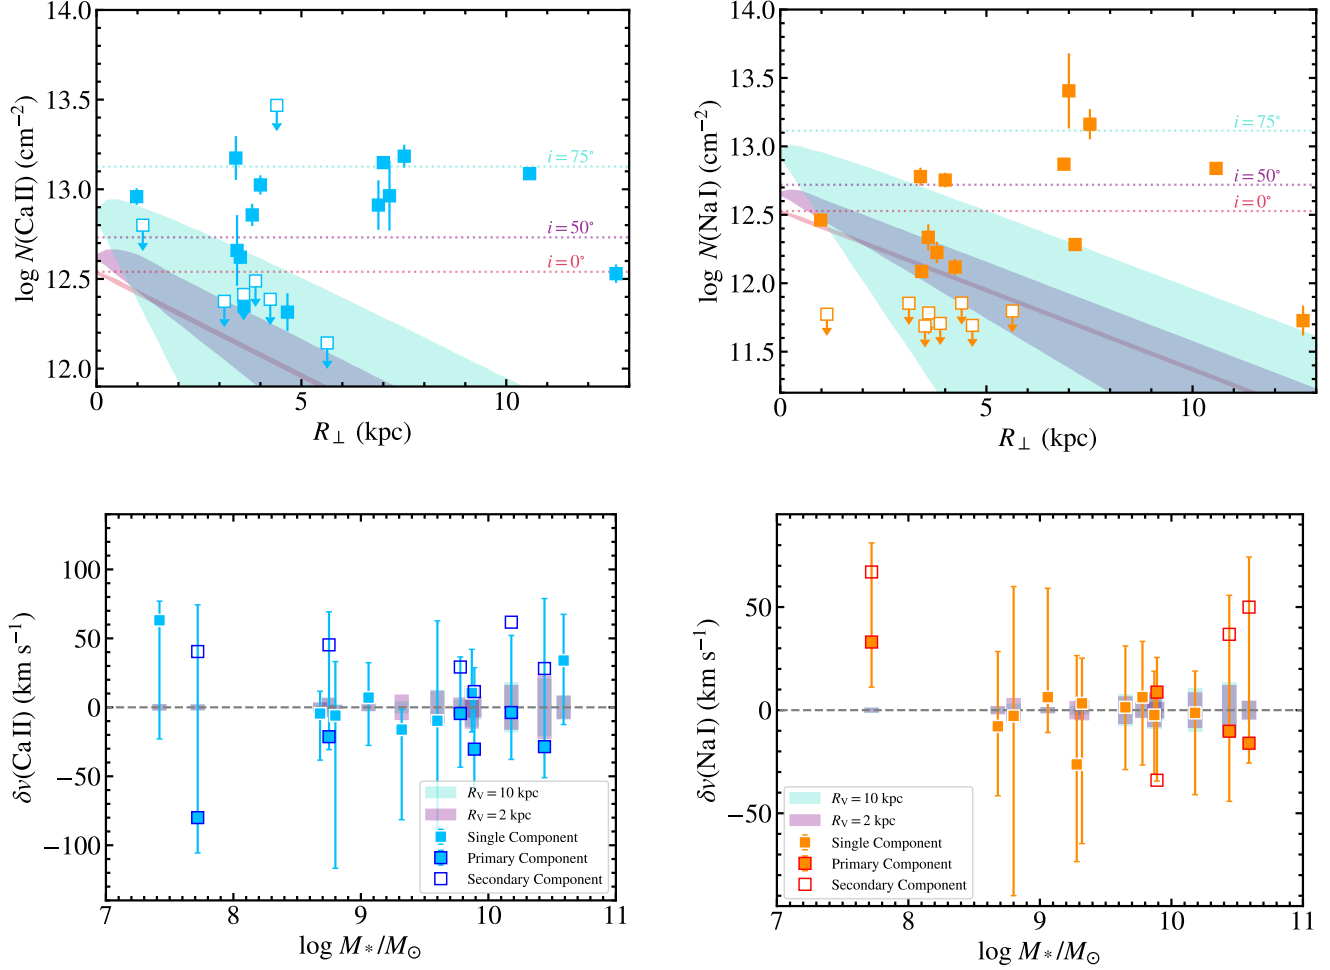 14.0
13.5
13.0
12.5
12.0
log N(Ca II) (cm−2)
i = 75°
i = 50°
i = 0°
0
5
10
R⊥ (kpc)
14.0
13.5
13.0
12.5
12.0
11.5
log N(Na I) (cm−2)
i = 75°
i = 50°
i = 0°
0
5
10
R⊥ (kpc)
100
50
0
−50
−100
δv(Ca II) (km s−1)
RV = 10 kpc
RV = 2 kpc
Single Component
Primary Component
Secondary Component
7
8
9
10
11
log M*/M⊙
50
0
−50
δv(Na I) (km s−1)
RV = 10 kpc
RV = 2 kpc
Single Component
Primary Component
Secondary Component
7
8
9
10
11
log M*/M⊙